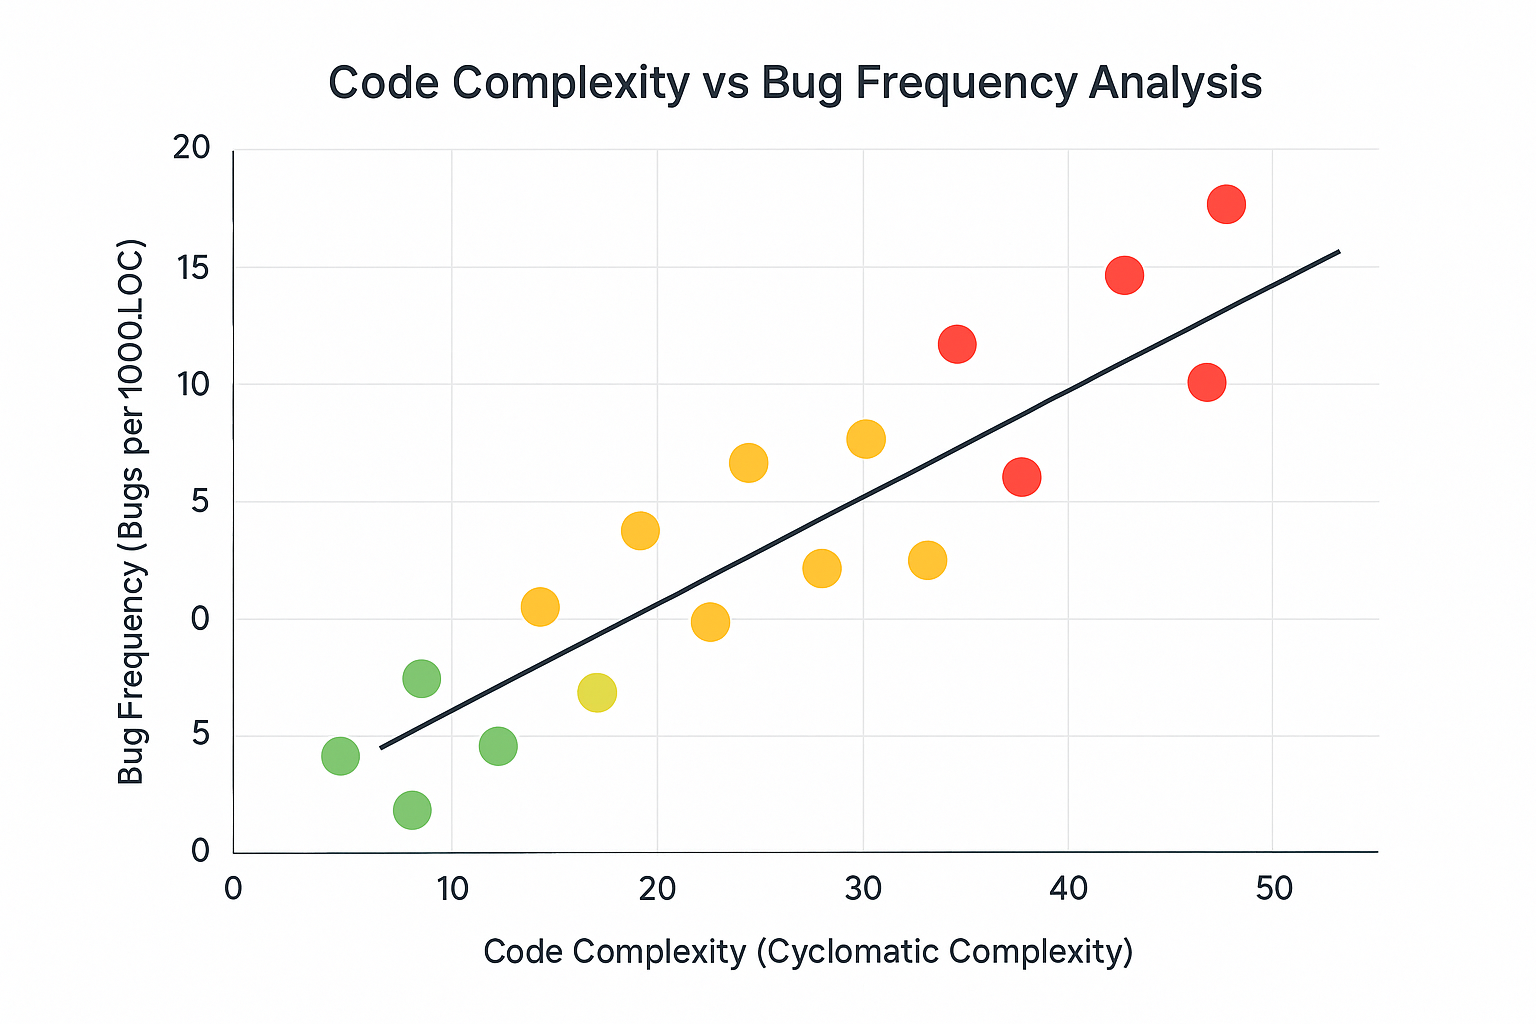 Code Complexity vs Bug Frequency Analysis
20
15
10
5
0
5
0
Bug Frequency (Bugs per 1000.LOC)
0 10 20 30 40 50
Code Complexity (Cyclomatic Complexity)